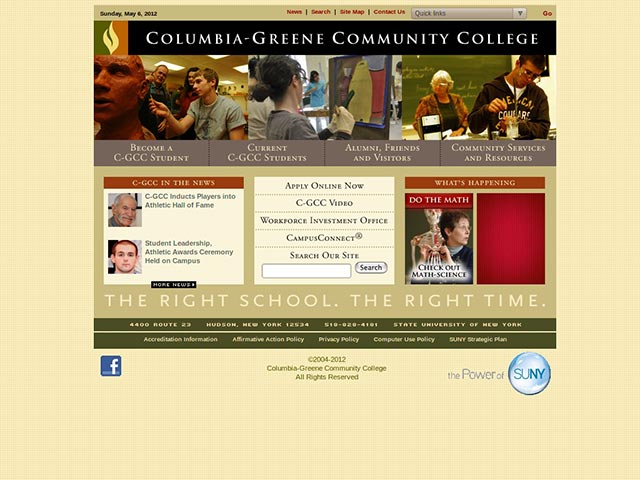 Sunday, May 6, 2012
News | Search | Site Map | Contact Us
Quick links
Go
COLUMBIA-GREENE COMMUNITY COLLEGE
BECOME A
C-GCC STUDENT
CURRENT
C-GCC STUDENTS
ALUMNI, FRIENDS
AND VISITORS
COMMUNITY SERVICES
AND RESOURCES
C-GCC IN THE NEWS
C-GCC Inducts Players into
Athletic Hall of Fame
Student Leadership,
Athletic Awards Ceremony
Held on Campus
MORE NEWS
APPLY ONLINE NOW
C-GCC VIDEO
WORKFORCE INVESTMENT OFFICE
CAMPUSCONNECT®
SEARCH OUR SITE
Search
WHAT'S HAPPENING
DO THE MATH
CHECK OUT
MATH-SCIENCE
THE RIGHT SCHOOL. THE RIGHT TIME.
4400 ROUTE 23 HUDSON, NEW YORK 12534 518-828-4181 STATE UNIVERSITY OF NEW YORK
Accreditation Information Affirmative Action Policy Privacy Policy Computer Use Policy SUNY Strategic Plan
©2004-2012
Columbia-Greene Community College
All Rights Reserved
the Power of SUNY